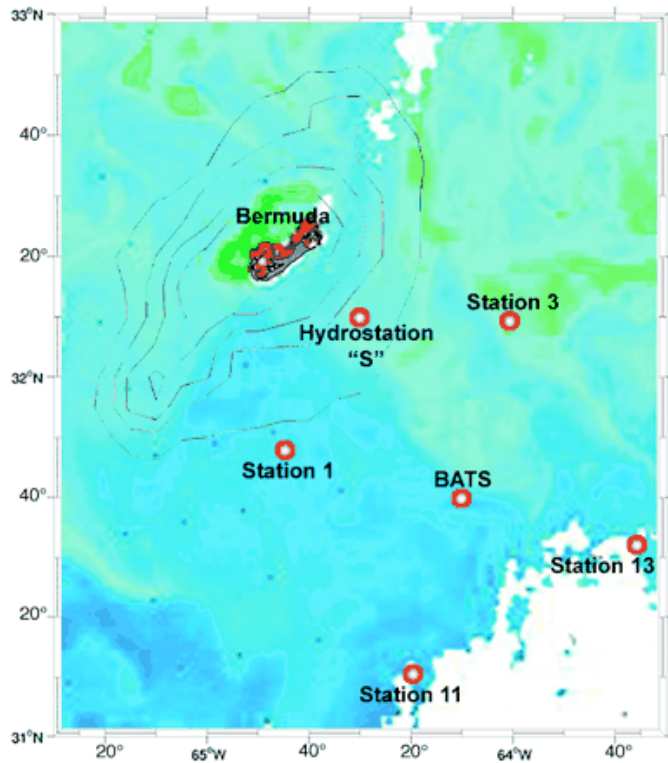 33°N
40°
Bermuda
20°
Station 3
Hydrostation
“S”
32°N
Station 1
BATS
40°
Station 13
20°
Station 11
31°N
20° 65°W 40° 20° 64°W 40°